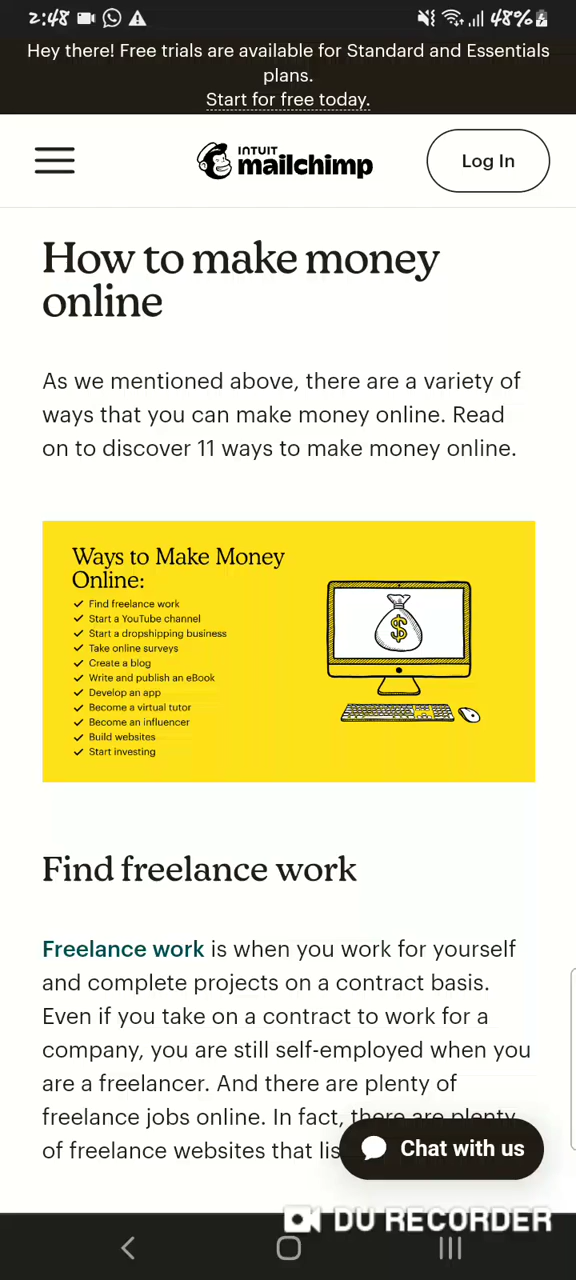 2:48
48%
Hey there! Free trials are available for Standard and Essentials
plans.
Start for free today.
INTUIT
mailchimp
Log In
How to make money
online
As we mentioned above, there are a variety of
ways that you can make money online. Read
on to discover 11 ways to make money online.
Ways to Make Money
Online:
Find freelance work
Start a YouTube channel
Start a dropshipping business
Take online surveys
Create a blog
Write and publish an eBook
Develop an app
Become a virtual tutor
Become an influencer
Build websites
Start investing
$
Find freelance work
Freelance work is when you work for yourself
and complete projects on a contract basis.
Even if you take on a contract to work for a
company, you are still self-employed when you
are a freelancer. And there are plenty of
freelance jobs online. In fact, there are plenty
of freelance websites that lis
Chat with us
DU RECORDER